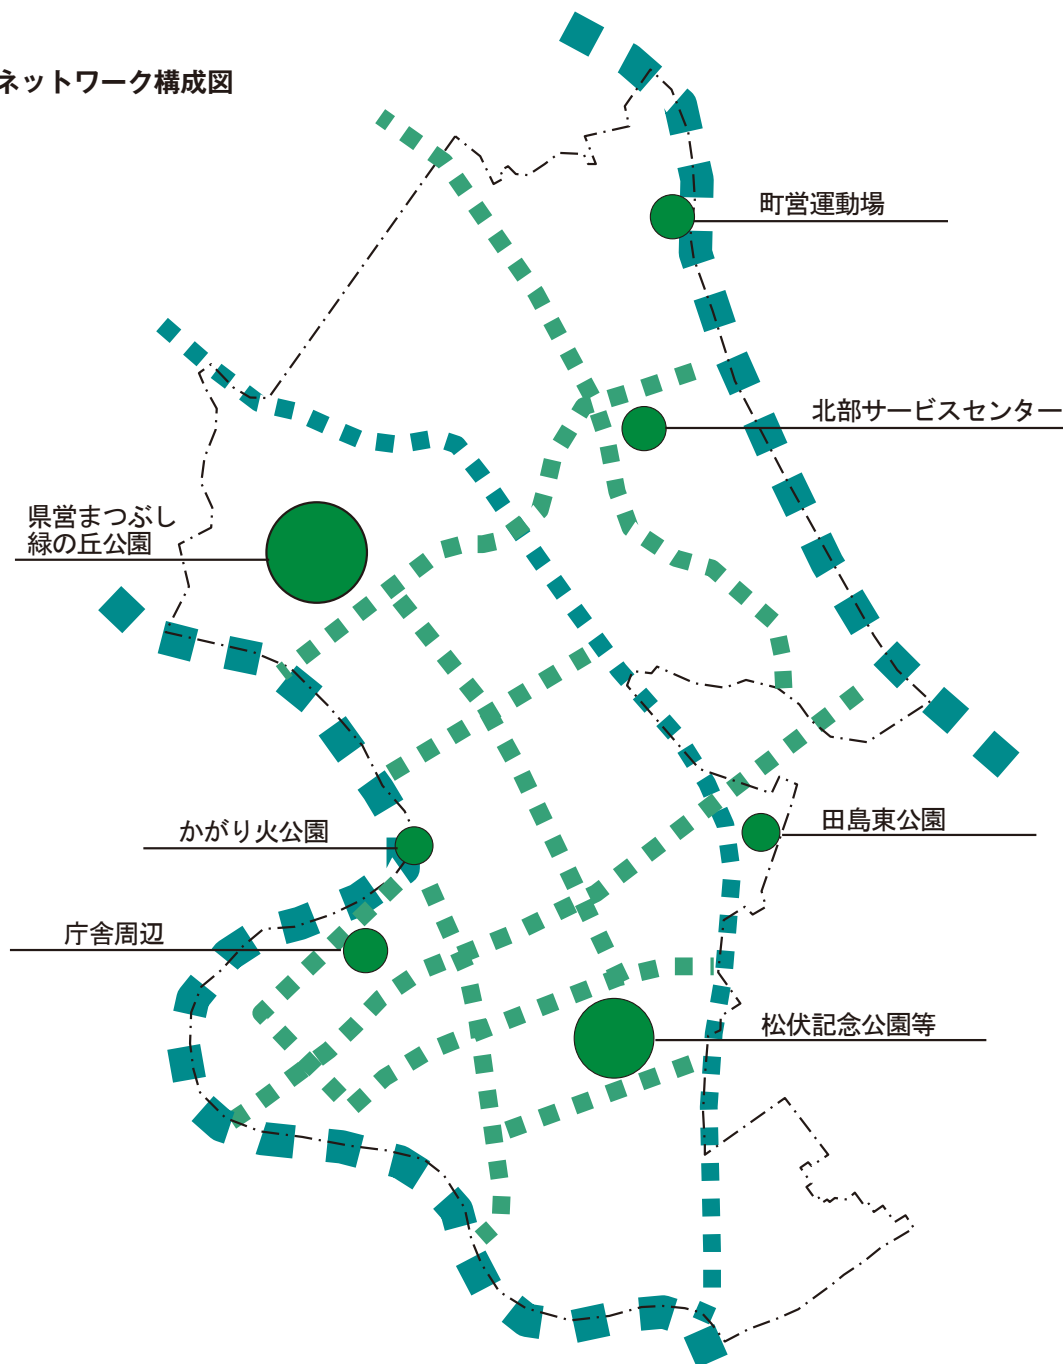 ネットワーク構成図
町営運動場
北部サービスセンター
県営まつぶし
緑の丘公園
かがり火公園
田島東公園
庁舎周辺
松伏記念公園等